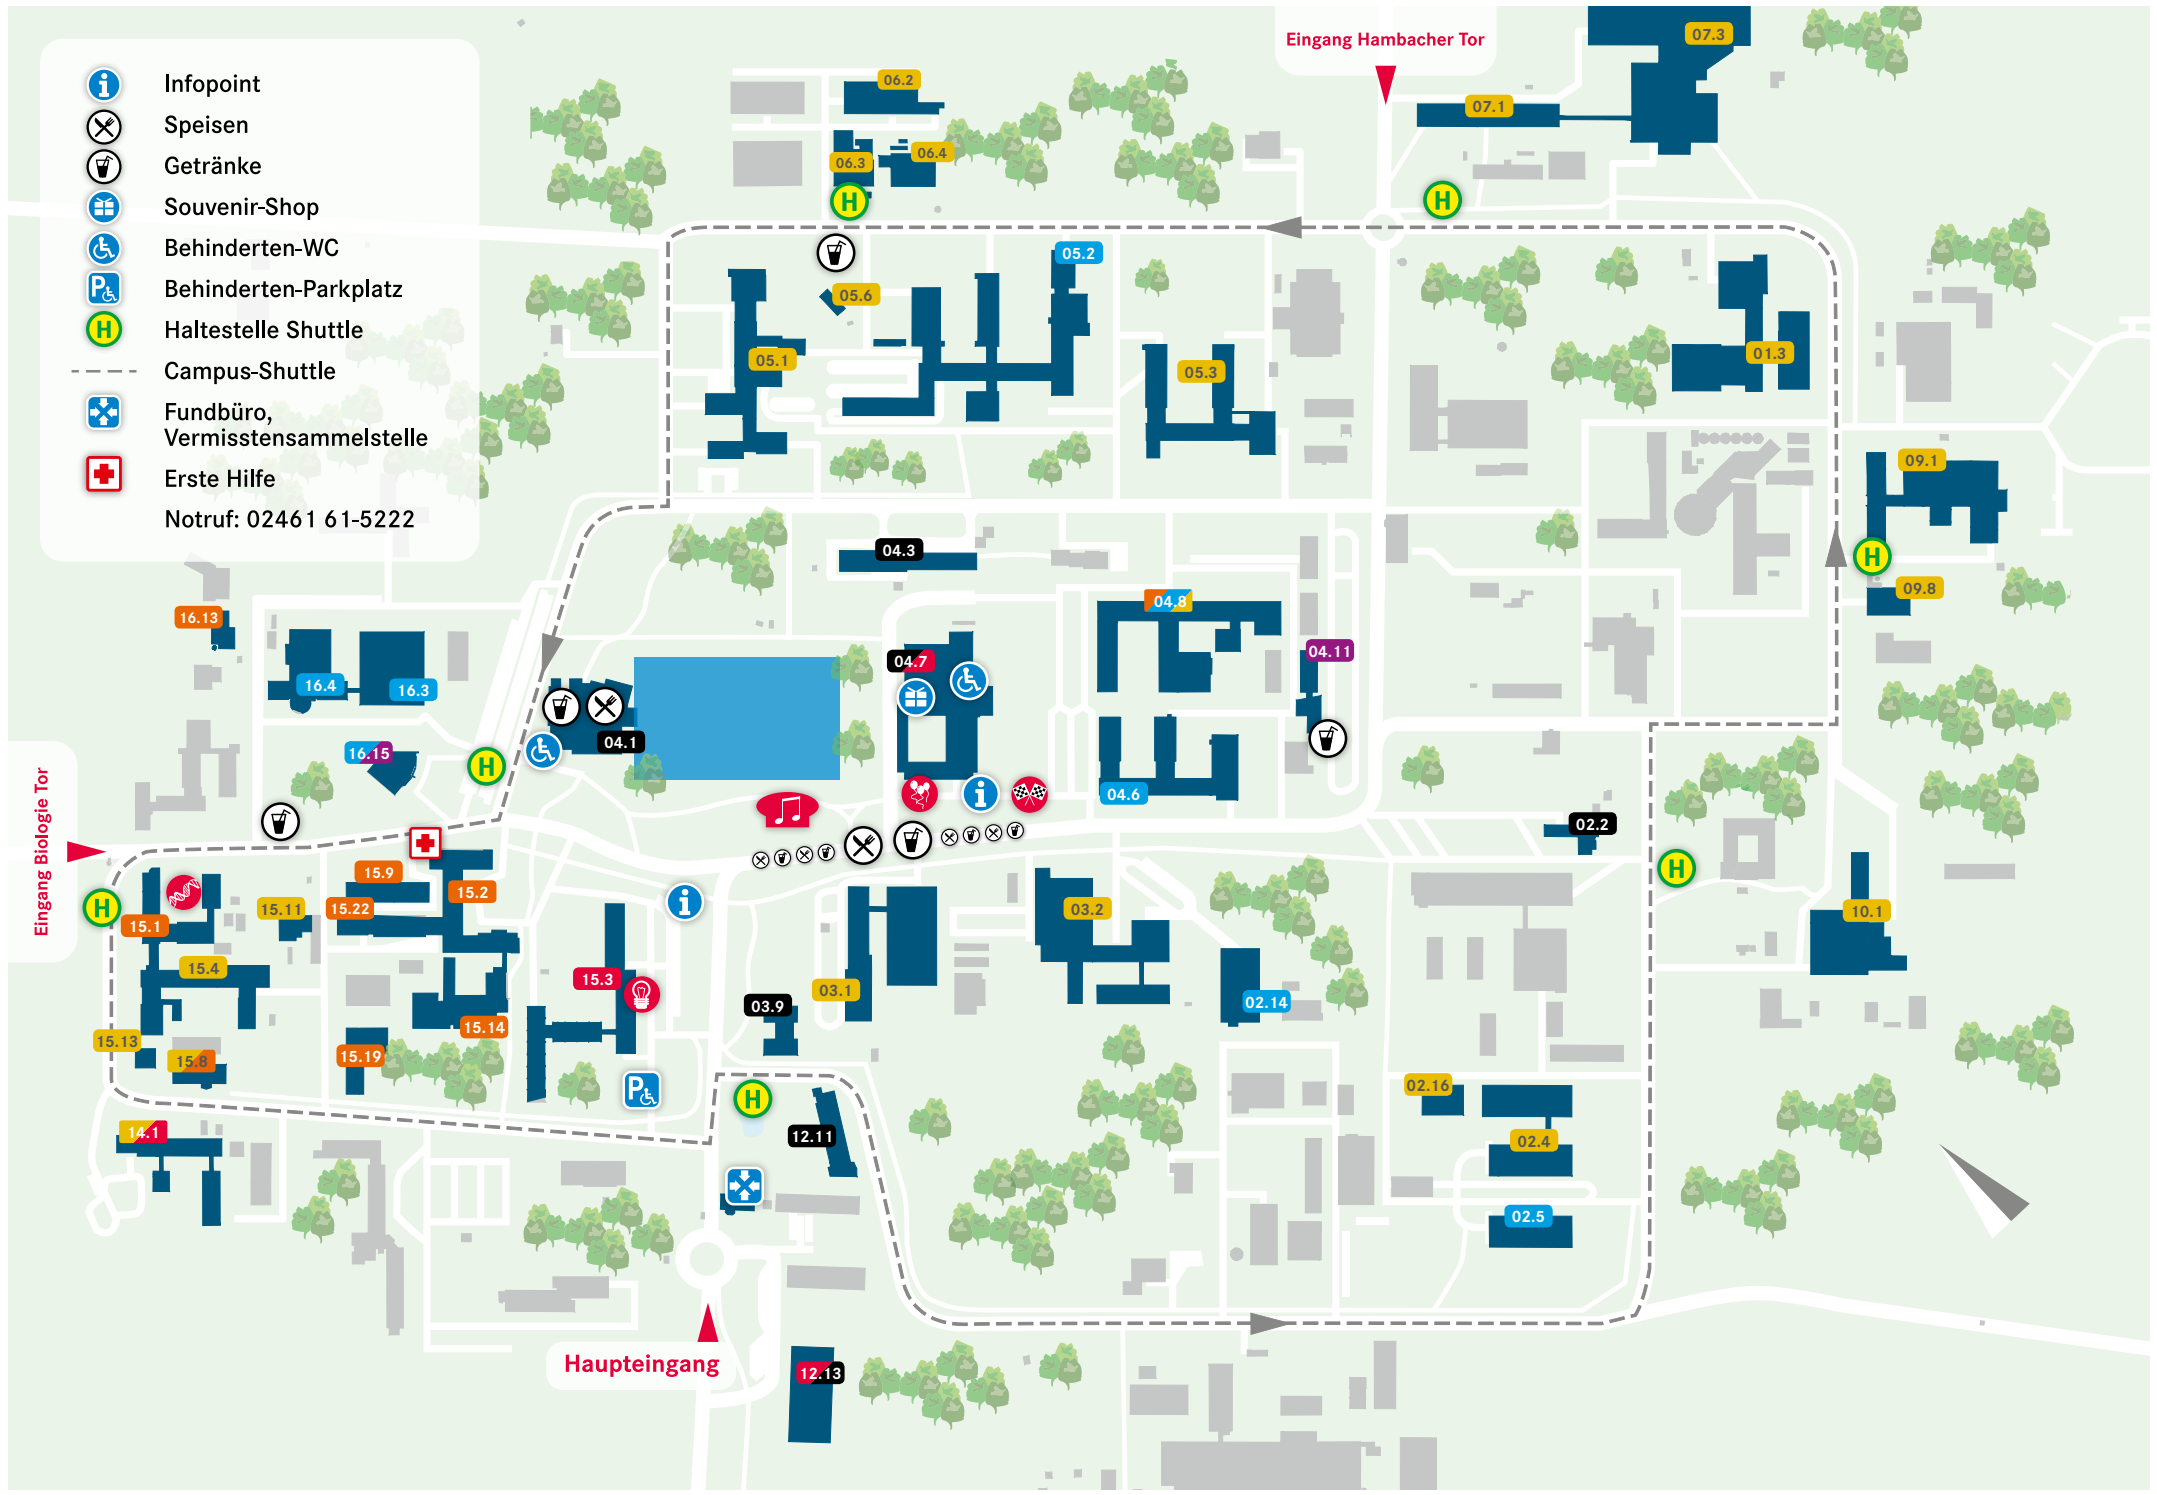 Infopoint
Speisen
Getränke
Souvenir-Shop
Behinderten-WC
Behinderten-Parkplatz
H Haltestelle Shuttle
Campus-Shuttle
Fundbüro,
Vermisstensammelstelle
Erste Hilfe
Notruf: 02461 61-5222
Eingang Hambacher Tor
07.3
06.2
07.1
06.4
06.3
H
H
05.2
05.6
01.3
05.1
05.3
09.1
04.3
H
09.8
04.8
16.13
04.11
04.7
16.4
16.3
04.1
16.15
H
04.6
02.2
Eingang Biologie Tor
H
15.9
15.2
15.22
15.11
H
15.1
03.2
10.1
15.4
15.3
03.1
02.14
03.9
15.14
15.13
15.19
15.8
02.16
P
H
14.1
12.11
02.4
02.5
Haupteingang
12.13